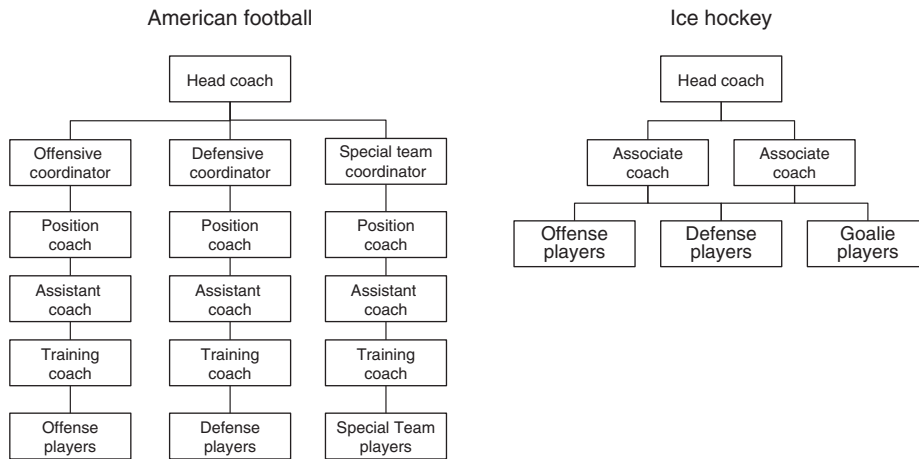 American football
Head coach
Offensive
coordinator
Defensive
coordinator
Special team
coordinator
Position
coach
Position
coach
Position
coach
Assistant
coach
Assistant
coach
Assistant
coach
Training
coach
Training
coach
Training
coach
Offense
players
Defense
players
Special Team
players
Ice hockey
Head coach
Associate
coach
Associate
coach
Offense
players
Defense
players
Goalie
players